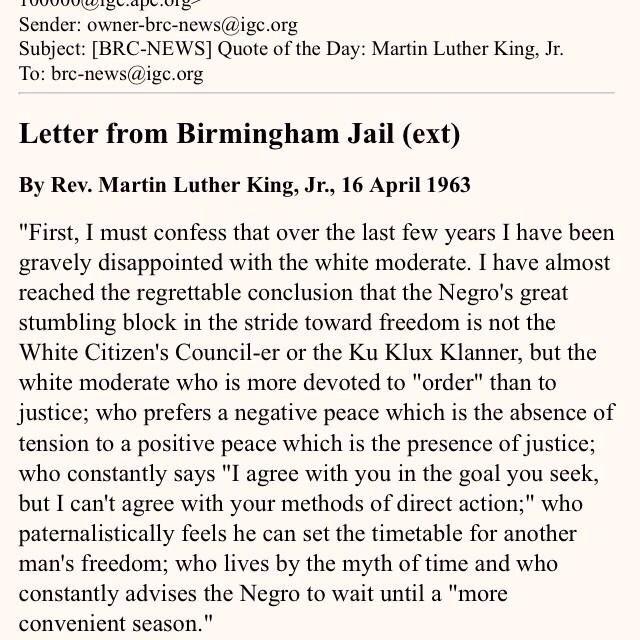 100000@igc.apc.org>
Sender: owner-brc-news@igc.org
Subject: [BRC-NEWS] Quote of the Day: Martin Luther King, Jr.
To: brc-news@igc.org
Letter from Birmingham Jail (ext)
By Rev. Martin Luther King, Jr., 16 April 1963
"First, I must confess that over the last few years I have been
gravely disappointed with the white moderate. I have almost
reached the regrettable conclusion that the Negro's great
stumbling block in the stride toward freedom is not the
White Citizen's Council-er or the Ku Klux Klanner, but the
white moderate who is more devoted to "order" than to
justice; who prefers a negative peace which is the absence of
tension to a positive peace which is the presence of justice;
who constantly says "I agree with you in the goal you seek,
but I can't agree with your methods of direct action;" who
paternalistically feels he can set the timetable for another
man's freedom; who lives by the myth of time and who
constantly advises the Negro to wait until a "more
convenient season."